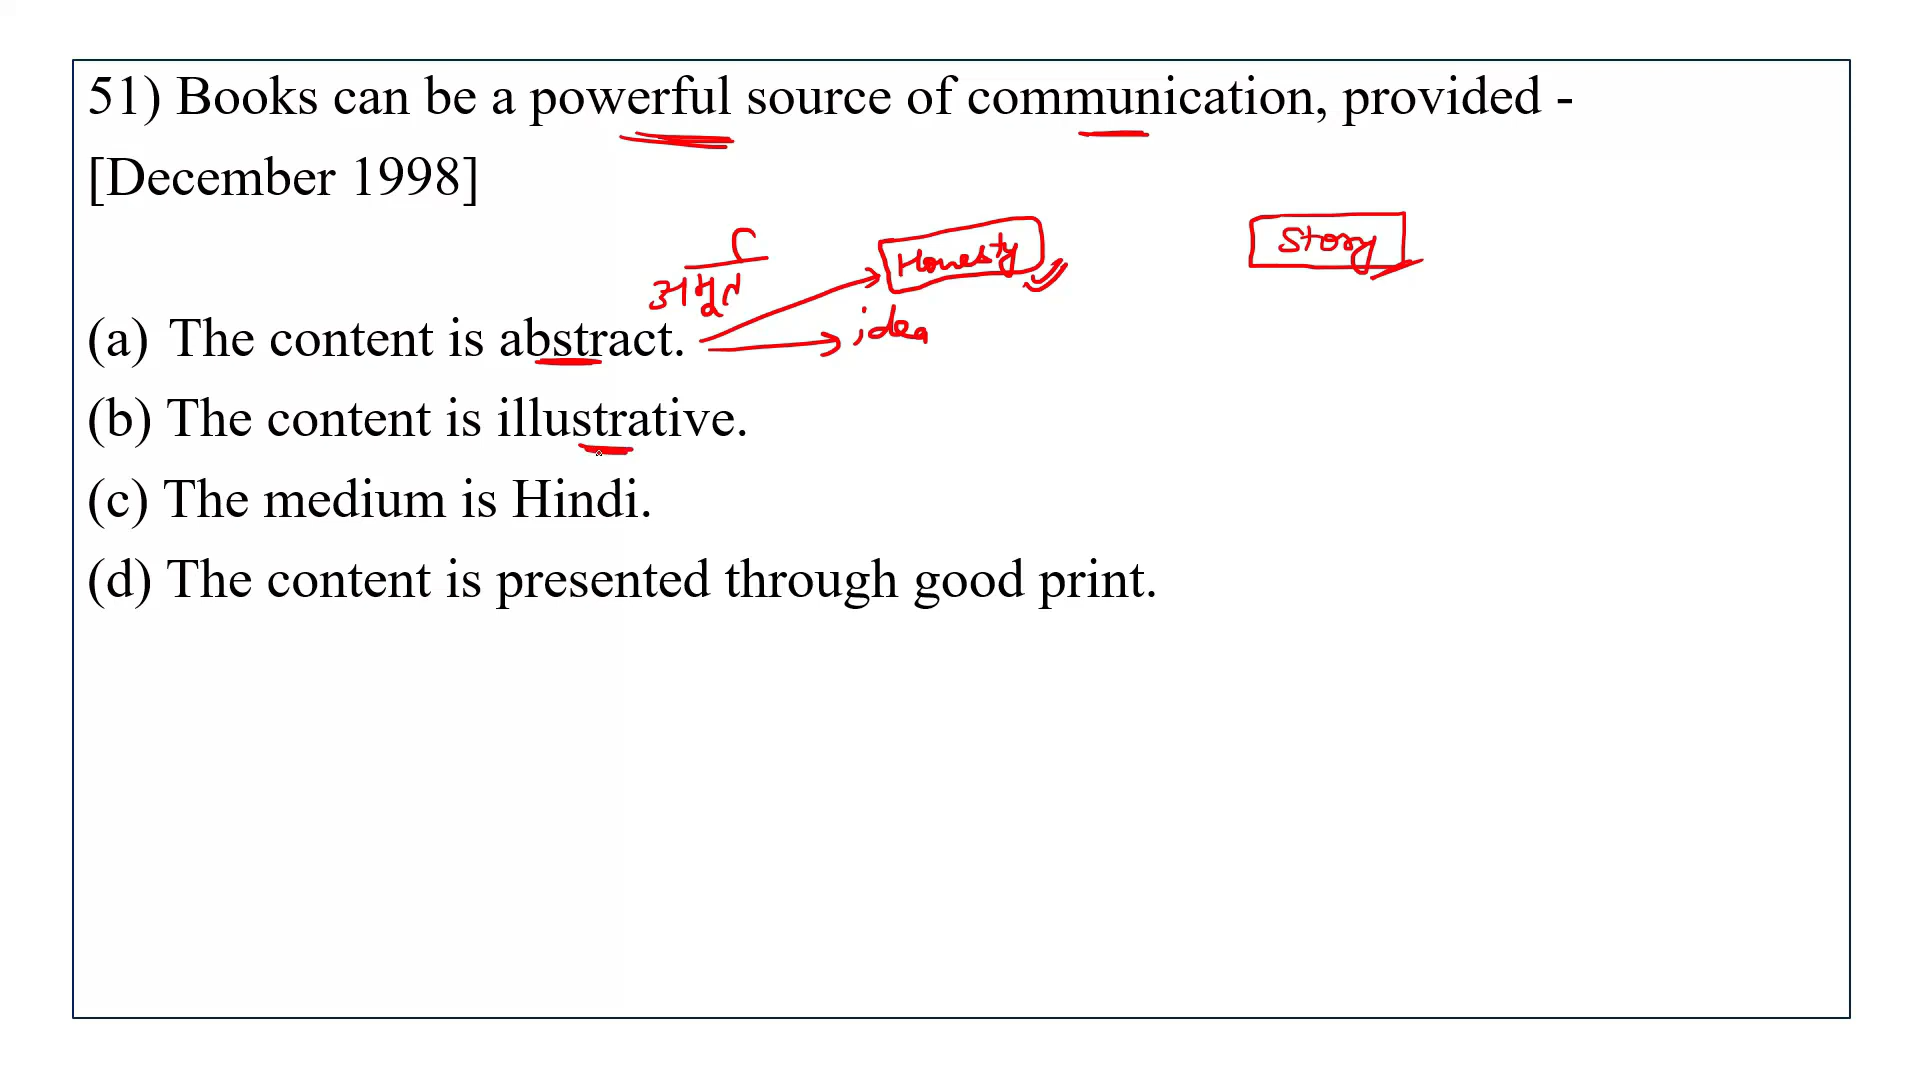 51) Books can be a powerful source of communication, provided -
[December 1998]
Story
Honesty
अमूर्त
idea
(a) The content is abstract.
(b) The content is illustrative.
(c) The medium is Hindi.
(d) The content is presented through good print.